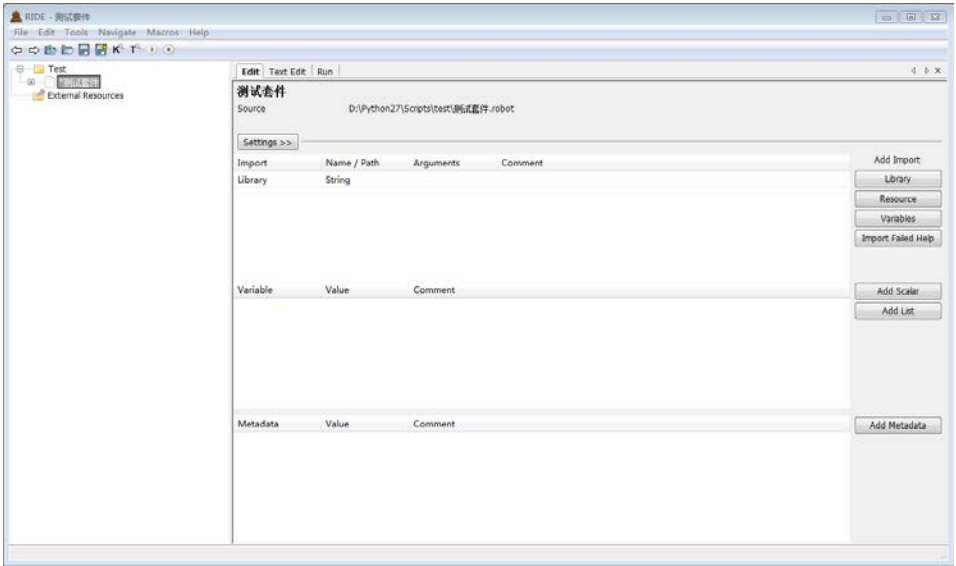 RIDE - 测试套件
File Edit Tools Navigate Macros Help
K T
Test
测试套件
External Resources
Edit Text Edit Run
测试套件
Source D:\Python27\Scripts\test\测试套件.robot
Settings >>
Import Name / Path Arguments Comment Add Import
Library String Library
Resource
Variables
Import Failed Help
Variable Value Comment Add Scalar
Add List
Metadata Value Comment Add Metadata